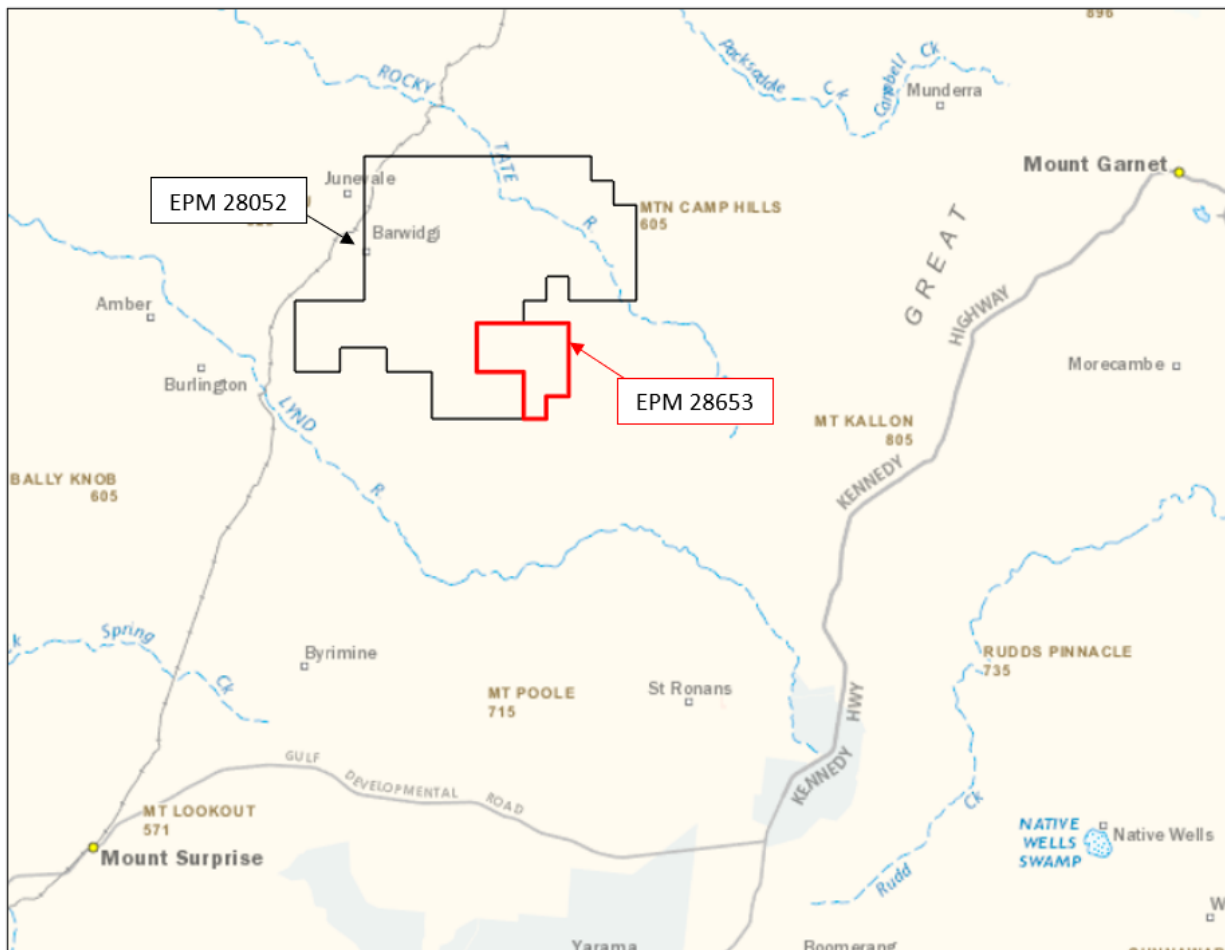 896
ROCKY
Packsaddle Ck
Campbell Ck
Munderra
Mount Garnet
TATE
R.
Junevale
EPM 28052
MTN CAMP HILLS
605
Barwidgi
GREAT
Amber
HIGHWAY
Burlington
Morecambe
EPM 28653
LYND
R.
MT KALLON
805
KENNEDY
BALLY KNOB
605
Spring
Ck
Byrimine
RUDDS PINNACLE
735
MT POOLE
715
St Ronans
HWY
KENNEDY
GULF
DEVELOPMENTAL
ROAD
MT LOOKOUT
571
Mount Surprise
Ck
Rudd
NATIVE
WELLS
SWAMP
Native Wells
Yarama
Boomerang